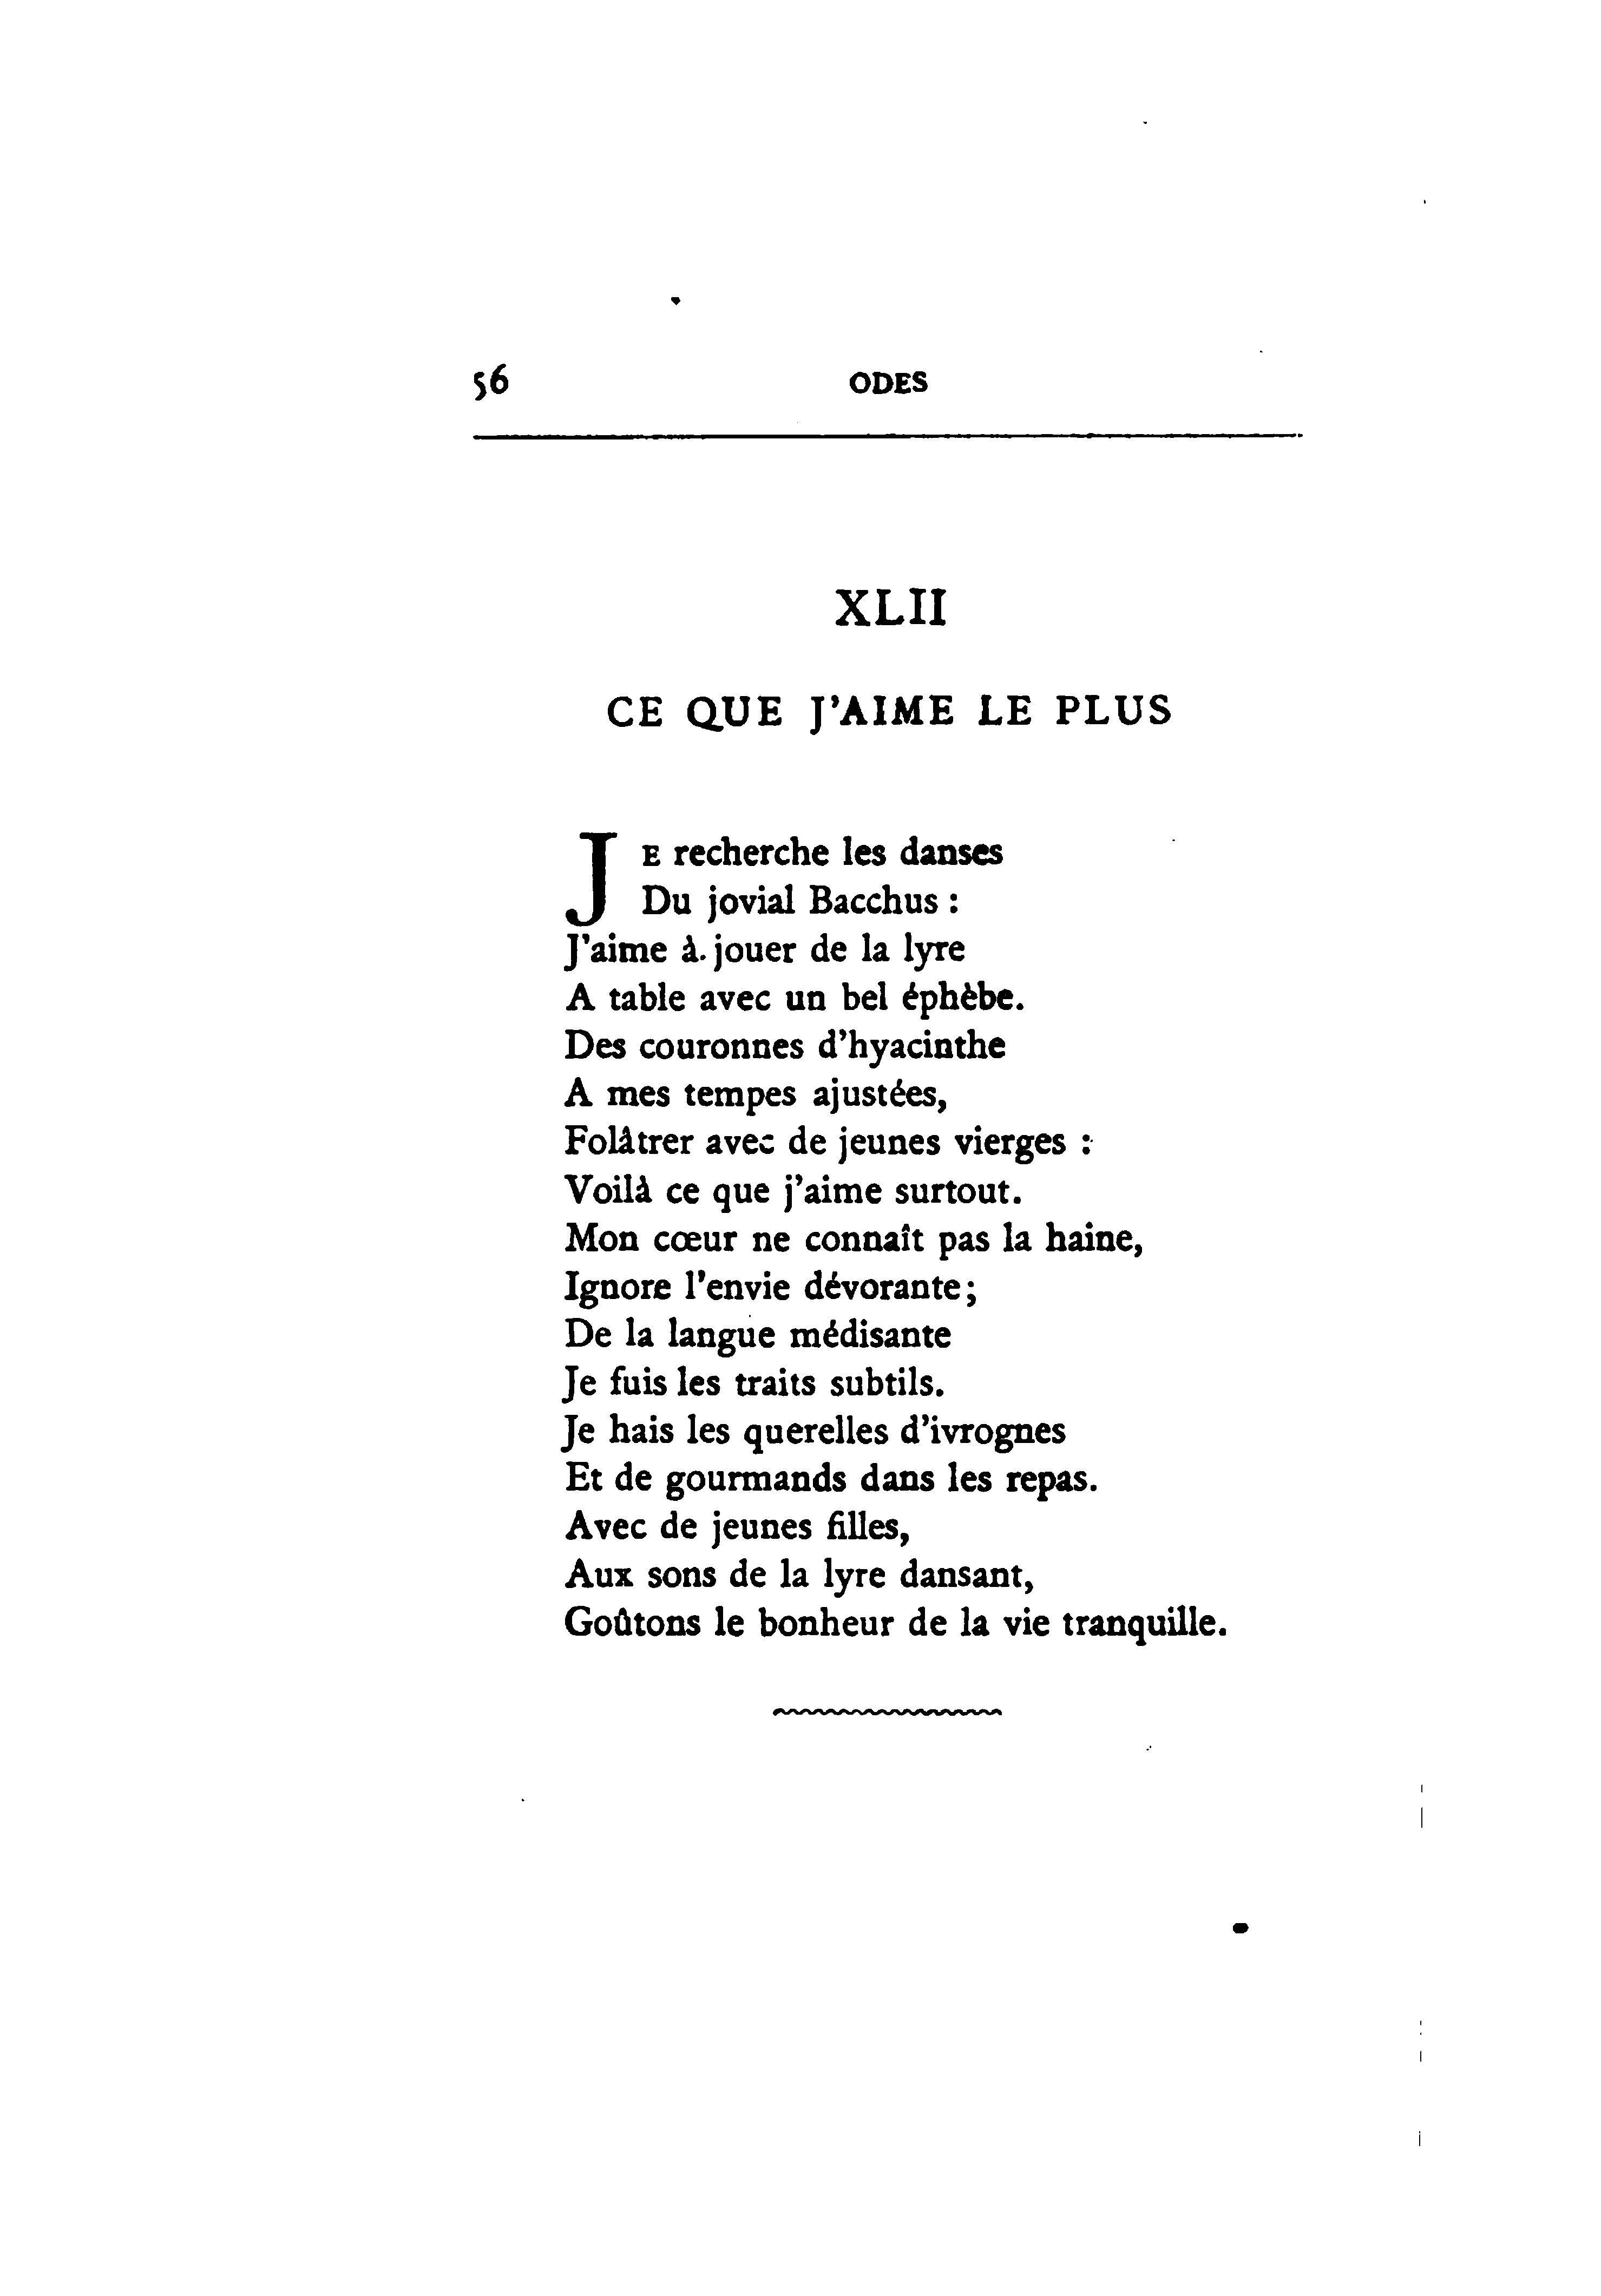 56 ODES
XLII
CE QUE J'AIME LE PLUS
JE recherche les danses
Du jovial Bacchus :
J'aime à jouer de la lyre
A table avec un bel éphèbe.
Des couronnes d'hyacinthe
A mes tempes ajustées,
Folâtrer avec de jeunes vierges :
Voilà ce que j'aime surtout.
Mon cœur ne connaît pas la haine,
Ignore l'envie dévorante;
De la langue médisante
Je fuis les traits subtils.
Je hais les querelles d'ivrognes
Et de gourmands dans les repas.
Avec de jeunes filles,
Aux sons de la lyre dansant,
Goûtons le bonheur de la vie tranquille.